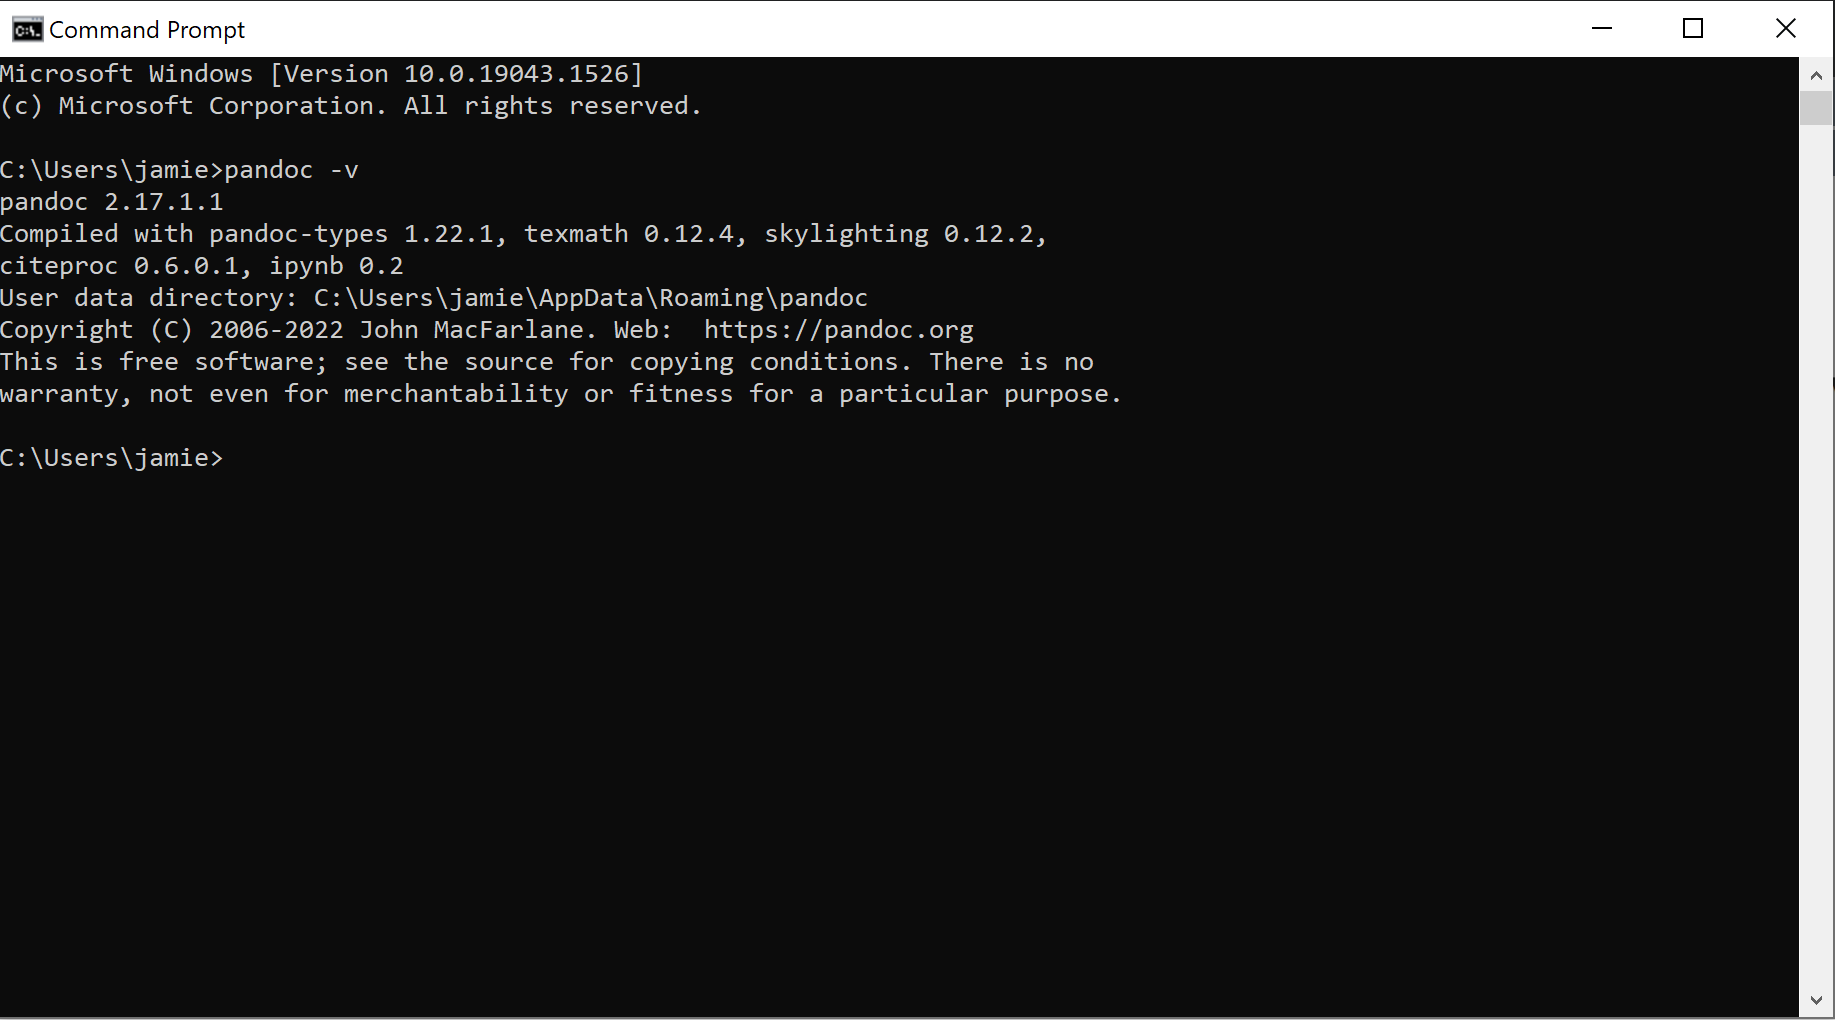 Command Prompt
Microsoft Windows [Version 10.0.19043.1526]
(c) Microsoft Corporation. All rights reserved.
C:\Users\jamie>pandoc -v
pandoc 2.17.1.1
Compiled with pandoc-types 1.22.1, texmath 0.12.4, skylighting 0.12.2,
citeproc 0.6.0.1, ipynb 0.2
User data directory: C:\Users\jamie\AppData\Roaming\pandoc
Copyright (C) 2006-2022 John MacFarlane. Web:  https://pandoc.org
This is free software; see the source for copying conditions. There is no
warranty, not even for merchantability or fitness for a particular purpose.
C:\Users\jamie>